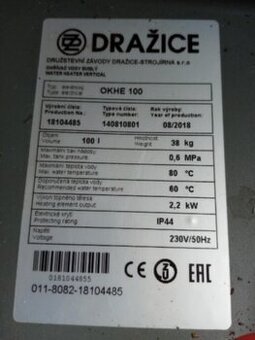 DRAŽICE
DRUŽSTEVNÍ ZÁVODY DRAŽICE-STROJÍRNA s.r.o
OHŘÍVAČ VODY SVISLÝ
WATER HEATER VERTICAL
Typ
Type
OKHE 100
Výrobní číslo: Typové číslo: Rok výroby:
Production No: Type number: Year of production:
18104485 140810801 08/2018
Objem
Volume 100 l
Hmotnost
Weight 38 kg
Maximální tlak nádoby
Max. tank pressure 0,6 MPa
Maximální teplota vody
Max. water temperature 80 °C
Doporučená teplota vody
Recommended water temperature 60 °C
Výkon topného tělesa
Heating element output 2,2 kW
Elektrické krytí
Protecting rating IP44
Napětí
Voltage 230V/50Hz
0181044855
011-8082-18104485
CE
EAC